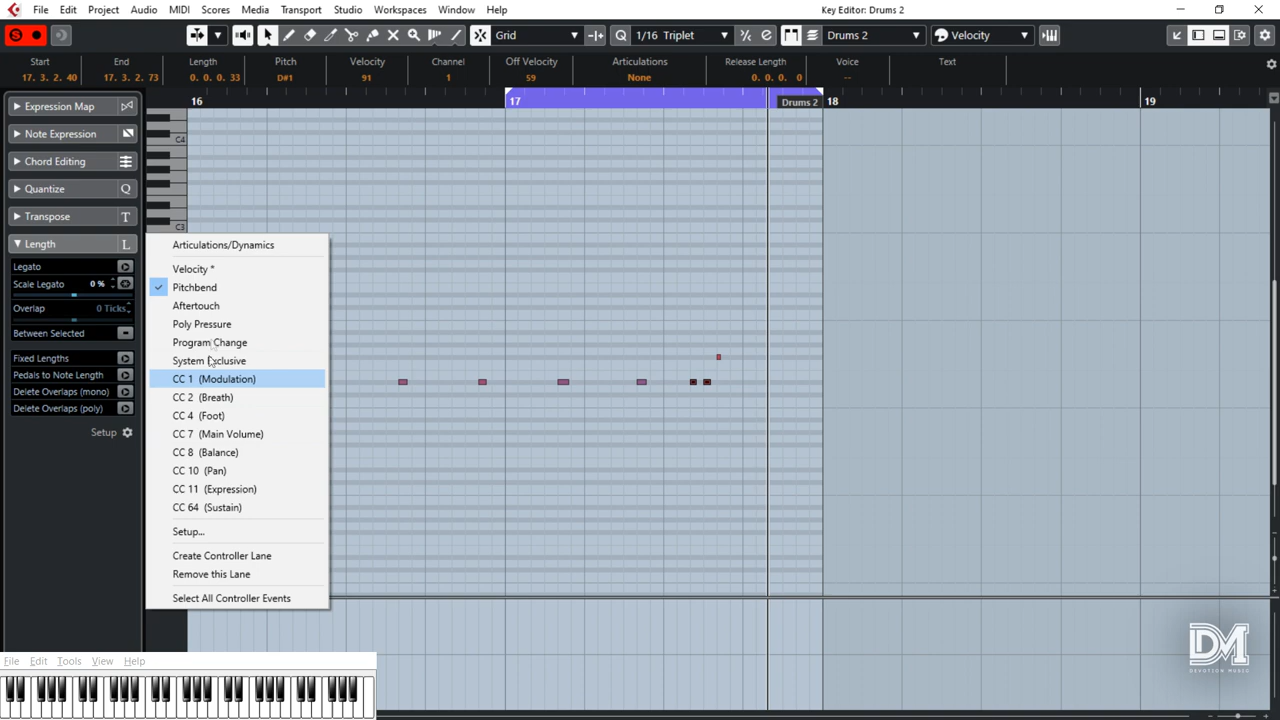 File Edit Project Audio MIDI Scores Media Transport Studio Workspaces Window Help Key Editor: Drums 2
Grid Q 1/16 Triplet Drums 2 Velocity
Start End Length Pitch Velocity Channel Off Velocity Articulations Release Length Voice Text
17. 3. 2. 40 17. 3. 2. 73 0. 0. 0. 33 D#1 91 1 59 None 0. 0. 0. 0 --
16 17 Drums 2 18 19
Expression Map
Note Expression
Chord Editing
Quantize Q
Transpose T
Length L
Legato
Scale Legato 0 %
Overlap 0 Ticks
Between Selected
Fixed Lengths
Pedals to Note Length
Delete Overlaps (mono)
Delete Overlaps (poly)
Setup
C4
C3
Articulations/Dynamics
Velocity *
Pitchbend
Aftertouch
Poly Pressure
Program Change
System Exclusive
CC 1 (Modulation)
CC 2 (Breath)
CC 4 (Foot)
CC 7 (Main Volume)
CC 8 (Balance)
CC 10 (Pan)
CC 11 (Expression)
CC 64 (Sustain)
Setup...
Create Controller Lane
Remove this Lane
Select All Controller Events
File Edit Tools View Help
DM
DEVOTION MUSIC